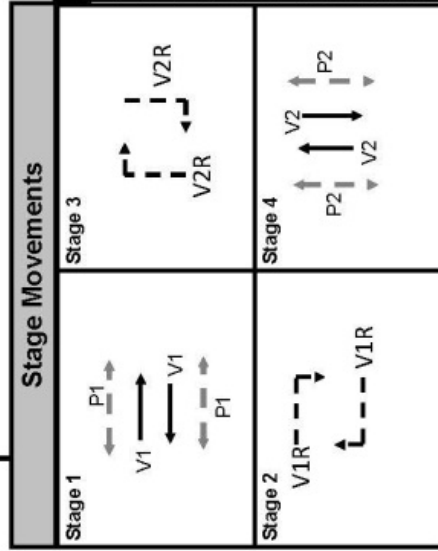 Stage Movements
Stage 1
P1
V1
V1
P1
Stage 3
V2R
V2R
Stage 2
V1R
V1R
Stage 4
P2
V2
V2
P2